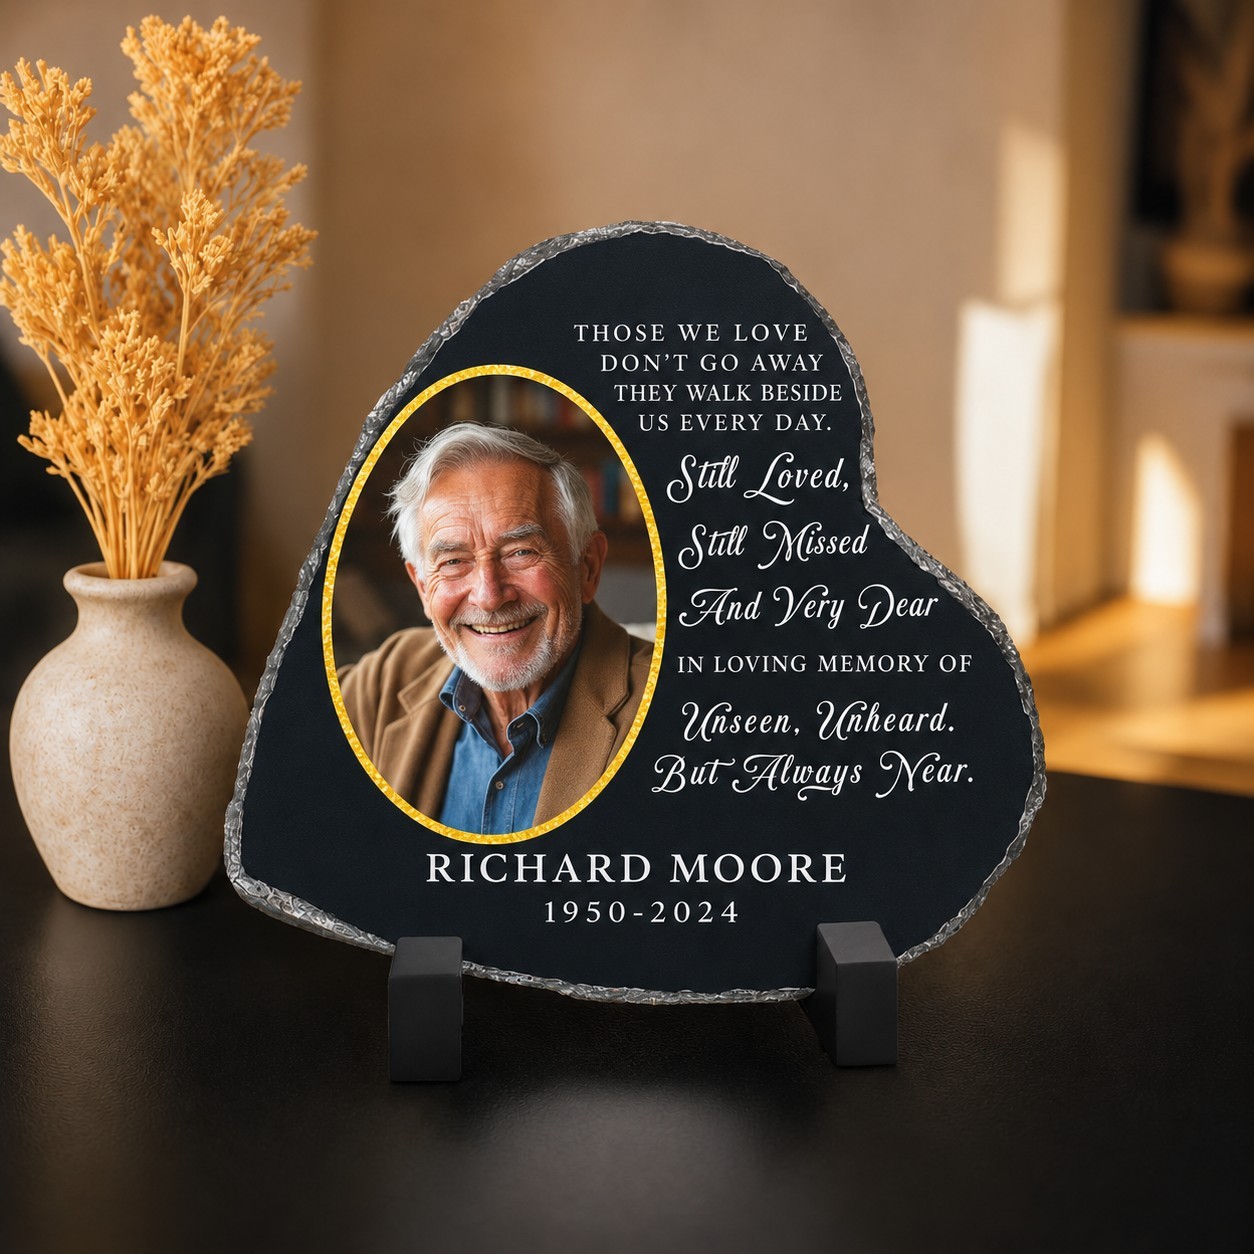 THOSE WE LOVE
DON'T GO AWAY
THEY WALK BESIDE
US EVERY DAY.
Still Loved,
Still Missed
And Very Dear
IN LOVING MEMORY OF
Unseen, Unheard.
But Always Near.
RICHARD MOORE
1950-2024